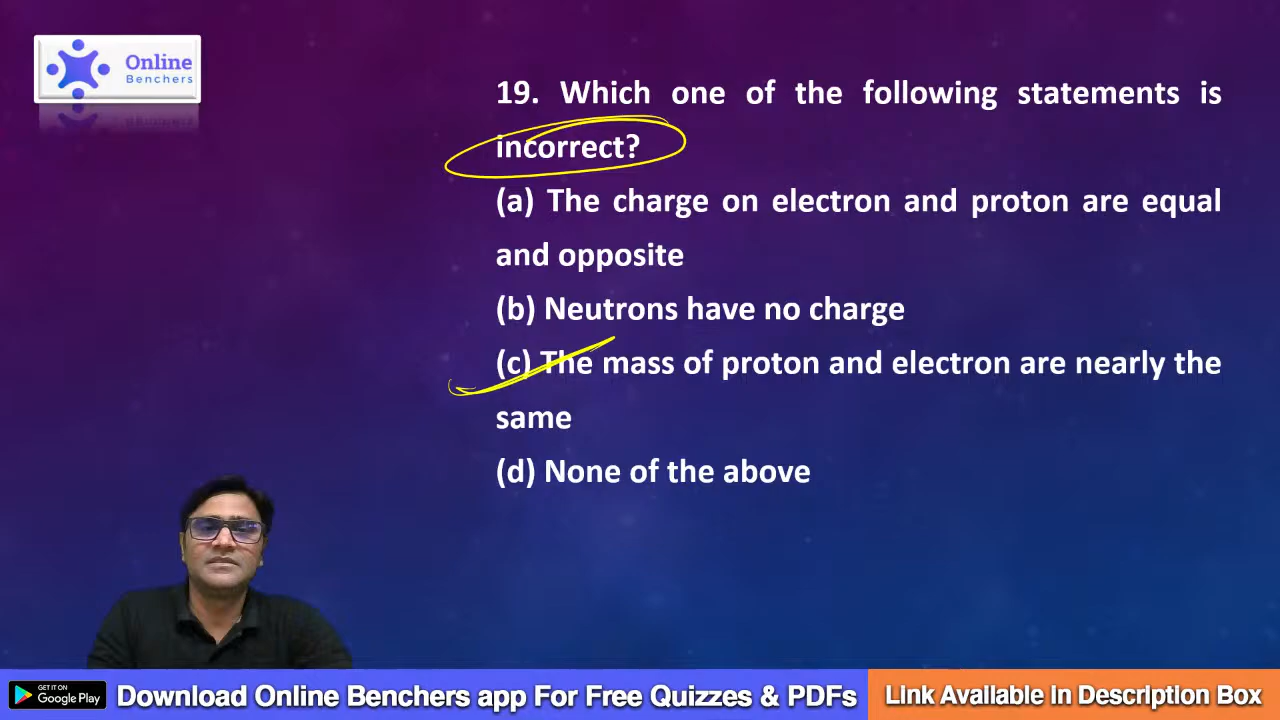 Online
Benchers
19. Which one of the following statements is
incorrect?
(a) The charge on electron and proton are equal
and opposite
(b) Neutrons have no charge
(c) The mass of proton and electron are nearly the
same
(d) None of the above
GET IT ON
Google Play
Download Online Benchers app For Free Quizzes & PDFs
Link Available In Description Box